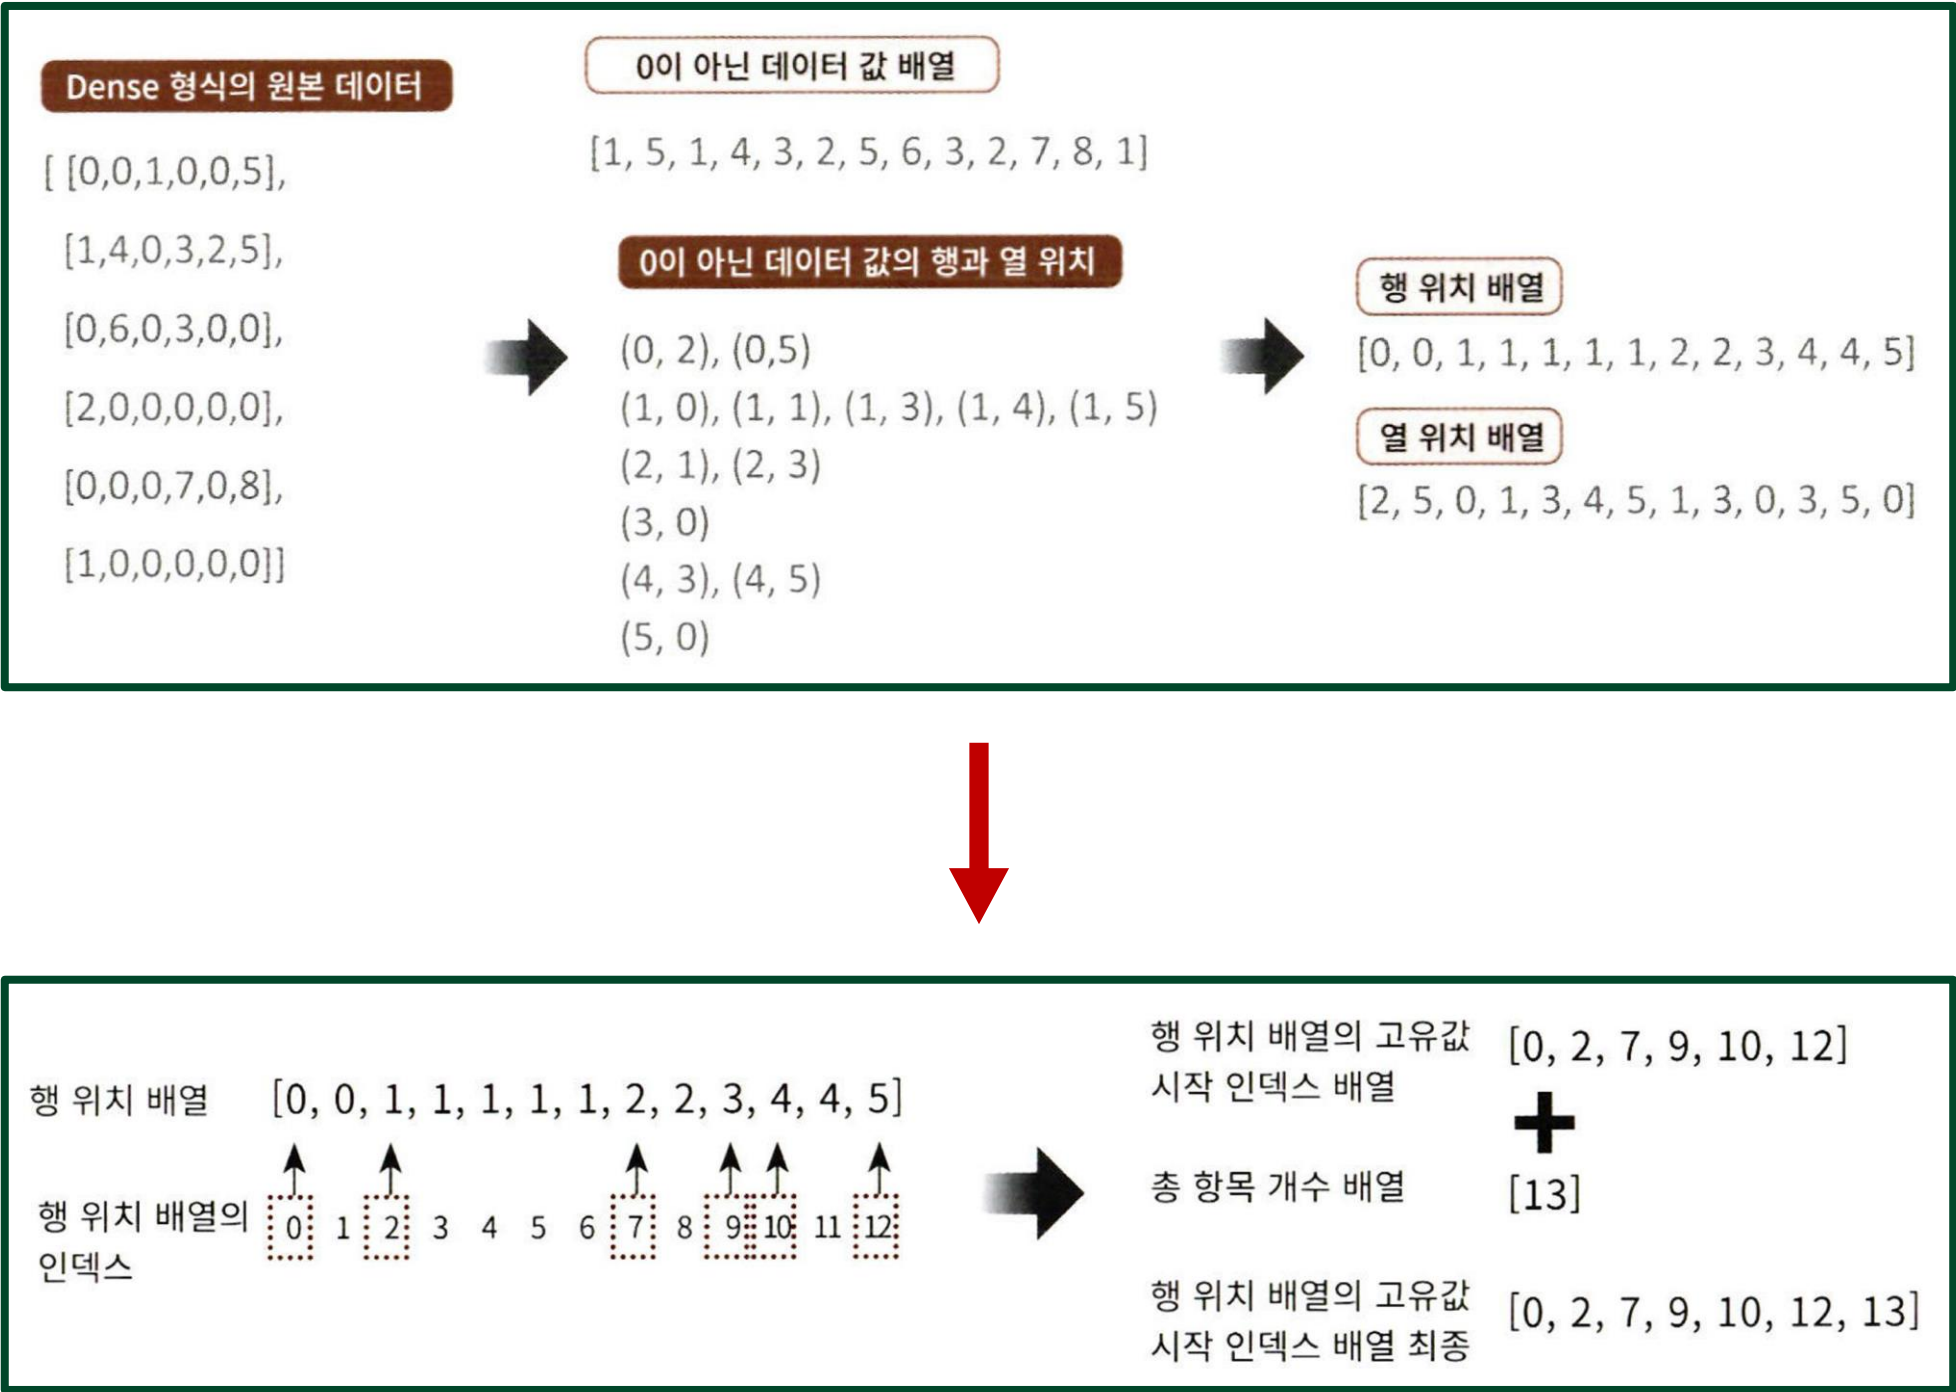 Dense 형식의 원본 데이터
[ [0,0,1,0,0,5],
[1,4,0,3,2,5],
[0,6,0,3,0,0],
[2,0,0,0,0,0],
[0,0,0,7,0,8],
[1,0,0,0,0,0]]
0이 아닌 데이터 값 배열
[1, 5, 1, 4, 3, 2, 5, 6, 3, 2, 7, 8, 1]
0이 아닌 데이터 값의 행과 열 위치
(0, 2), (0,5)
(1, 0), (1, 1), (1, 3), (1, 4), (1, 5)
(2, 1), (2, 3)
(3, 0)
(4, 3), (4, 5)
(5, 0)
행 위치 배열
[0, 0, 1, 1, 1, 1, 1, 2, 2, 3, 4, 4, 5]
열 위치 배열
[2, 5, 0, 1, 3, 4, 5, 1, 3, 0, 3, 5, 0]
행 위치 배열 [0, 0, 1, 1, 1, 1, 1, 2, 2, 3, 4, 4, 5]
행 위치 배열의
인덱스
0 1 2 3 4 5 6 7 8 9 10 11 12
행 위치 배열의 고유값
시작 인덱스 배열
[0, 2, 7, 9, 10, 12]
+
총 항목 개수 배열 [13]
행 위치 배열의 고유값
시작 인덱스 배열 최종
[0, 2, 7, 9, 10, 12, 13]